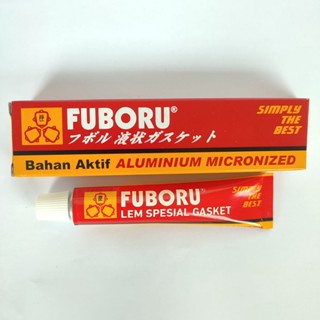 FUBORU®
フボル 液状ガスケット
SIMPLY
THE
BEST
Bahan Aktif ALUMINIUM MICRONIZED
FUBORU®
LEM SPESIAL GASKET
SIMPLY
THE
BEST